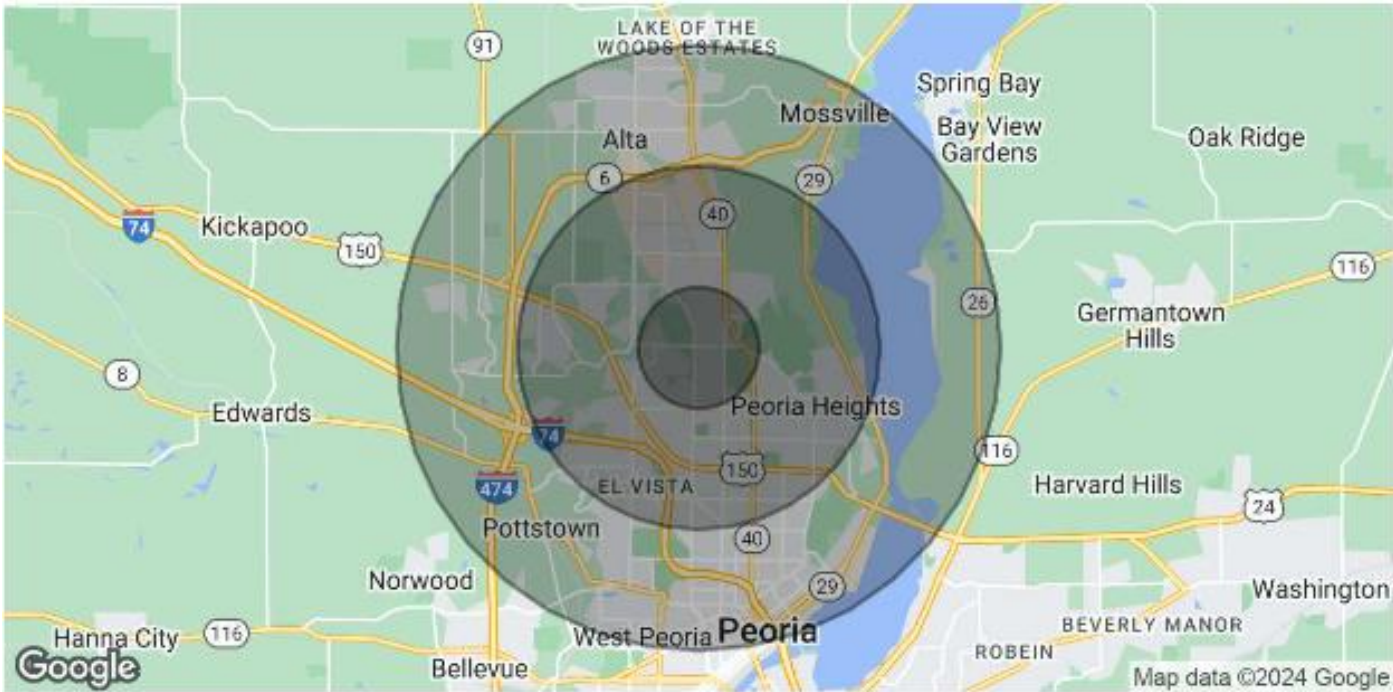 LAKE OF THE
WOODS ESTATES
91
Spring Bay
Mossville
Bay View
Gardens
Oak Ridge
Alta
6
29
40
74
Kickapoo
150
116
26
Germantown
Hills
8
Edwards
Peoria Heights
74
116
150
474
EL VISTA
Harvard Hills
24
Pottstown
40
Norwood
29
Washington
Hanna City
116
West Peoria
Peoria
BEVERLY MANOR
ROBEIN
Bellevue
Google
Map data ©2024 Google